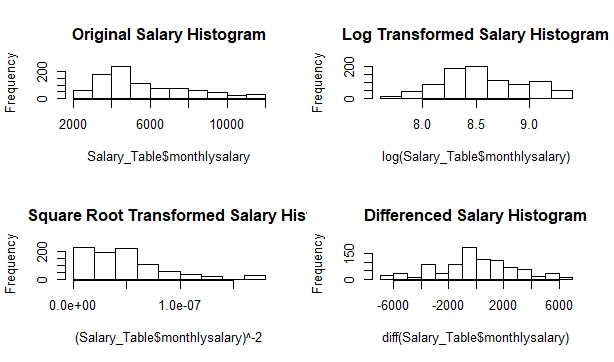 Original Salary Histogram
Frequency
0
200
2000
6000
10000
Salary_Table$monthlysalary
Log Transformed Salary Histogram
Frequency
0
200
8.0
8.5
9.0
log(Salary_Table$monthlysalary)
Square Root Transformed Salary His
Frequency
0
200
0.0e+00
1.0e-07
(Salary_Table$monthlysalary)^-2
Differenced Salary Histogram
Frequency
0
150
-6000
-2000
2000
6000
diff(Salary_Table$monthlysalary)